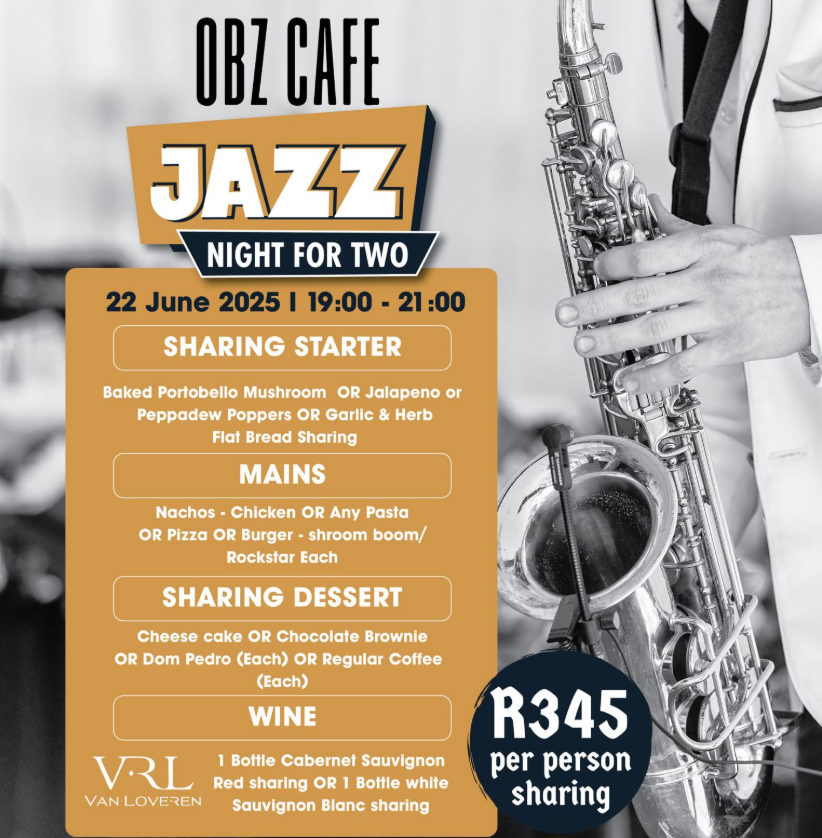 OBZ CAFE
JAZZ
NIGHT FOR TWO
22 June 2025 | 19:00 - 21:00
SHARING STARTER
Baked Portobello Mushroom OR Jalapeno or
Peppadew Poppers OR Garlic & Herb
Flat Bread Sharing
MAINS
Nachos - Chicken OR Any Pasta
OR Pizza OR Burger - shroom boom/
Rockstar Each
SHARING DESSERT
Cheese cake OR Chocolate Brownie
OR Dom Pedro (Each) OR Regular Coffee
(Each)
WINE
VRL
VAN LOVEREN
1 Bottle Cabernet Sauvignon
Red sharing OR 1 Bottle white
Sauvignon Blanc sharing
R345
per person
sharing